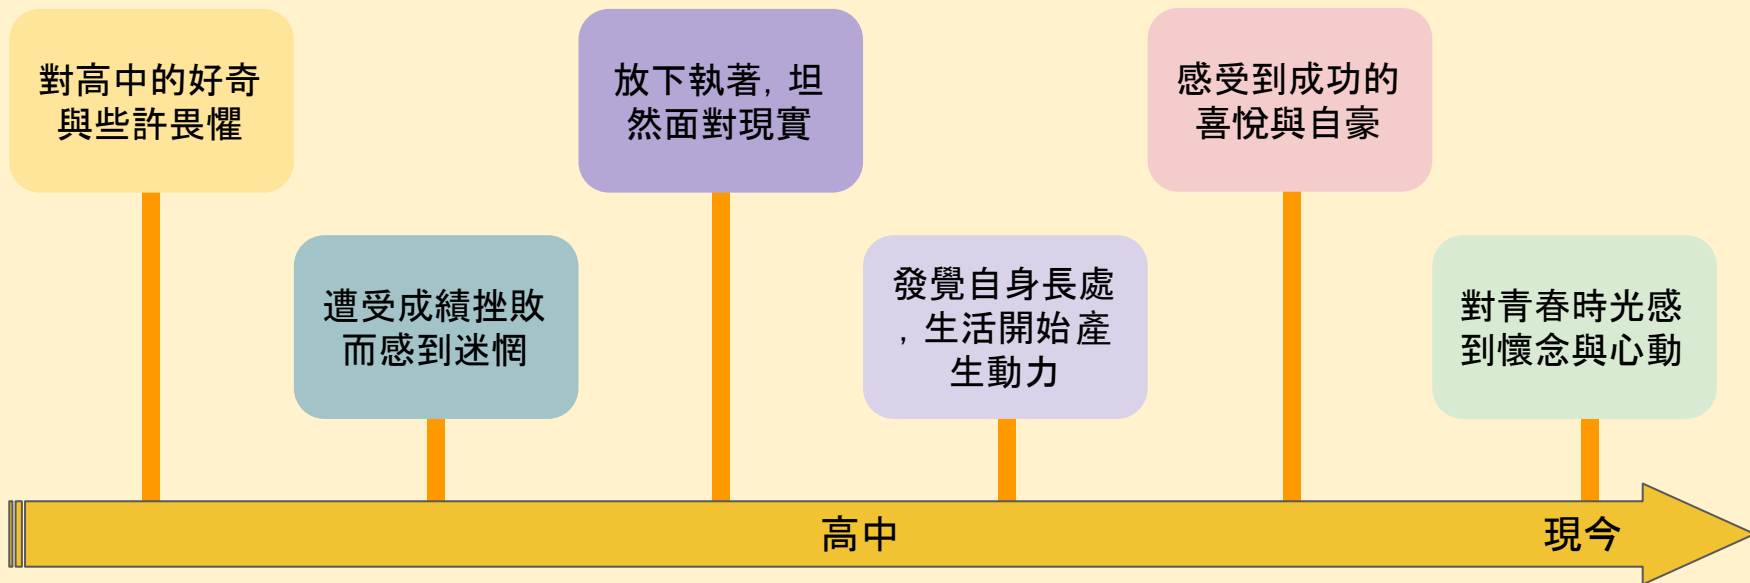 對高中的好奇
與些許畏懼
遭受成績挫敗
而感到迷惘
放下執著, 坦
然面對現實
發覺自身長處
, 生活開始產
生動力
感受到成功的
喜悅與自豪
對青春時光感
到懷念與心動
高中
現今